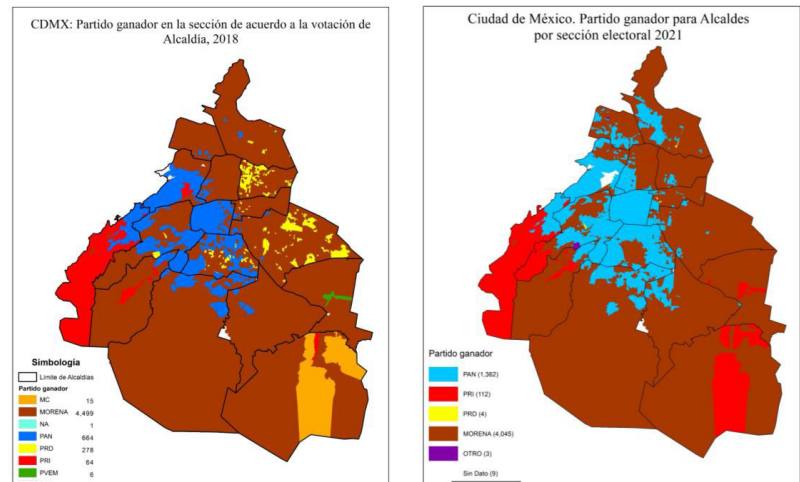 CDMX: Partido ganador en la sección de acuerdo a la votación de
Alcaldía, 2018
Simbología
Límite de Alcaldías
Partido ganador
MC 15
MORENA 4,499
NA 1
PAN 664
PRD 278
PRI 64
PVEM 6
Ciudad de México. Partido ganador para Alcaldes
por sección electoral 2021
Partido ganador
PAN (1,362)
PRI (112)
PRD (4)
MORENA (4,045)
OTRO (3)
Sin Dato (9)